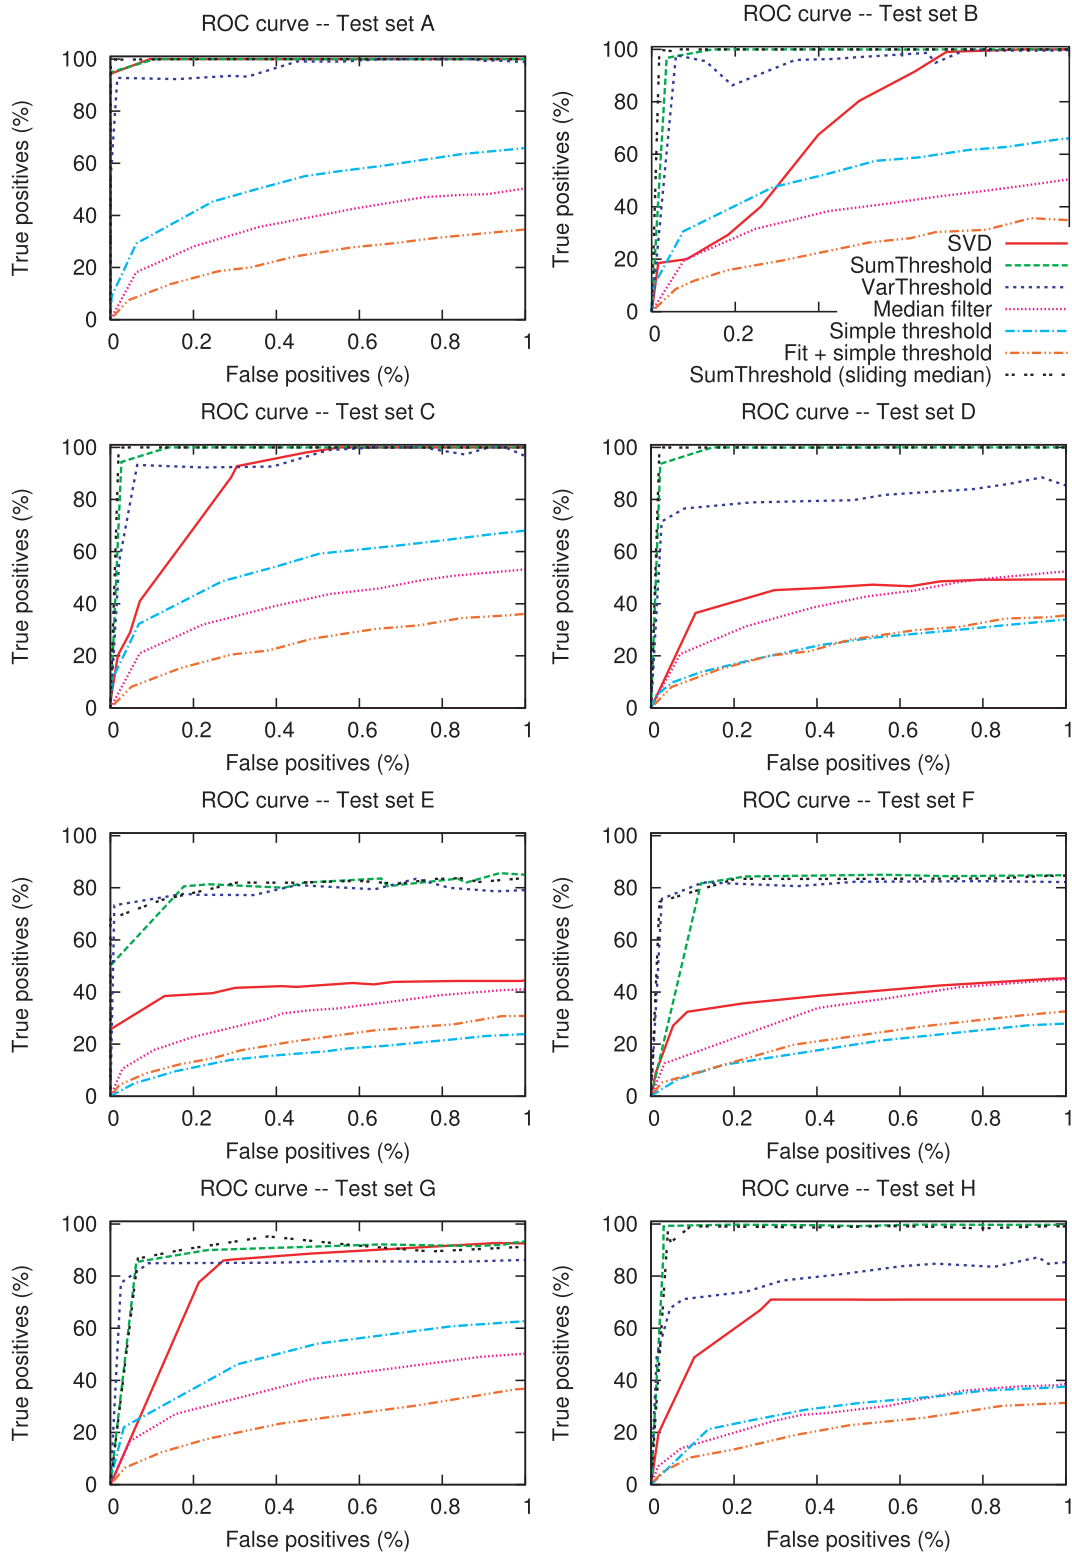 ROC curve -- Test set A
ROC curve -- Test set B
True positives (%)
100
80
60
40
20
0
0 0.2 0.4 0.6 0.8 1
False positives (%)
True positives (%)
100
80
60
40
20
0
0 0.2
SVD
SumThreshold
VarThreshold
Median filter
Simple threshold
Fit + simple threshold
SumThreshold (sliding median)
ROC curve -- Test set C
True positives (%)
100
80
60
40
20
0
0 0.2 0.4 0.6 0.8 1
False positives (%)
ROC curve -- Test set D
True positives (%)
100
80
60
40
20
0
0 0.2 0.4 0.6 0.8 1
False positives (%)
ROC curve -- Test set E
True positives (%)
100
80
60
40
20
0
0 0.2 0.4 0.6 0.8 1
False positives (%)
ROC curve -- Test set F
True positives (%)
100
80
60
40
20
0
0 0.2 0.4 0.6 0.8 1
False positives (%)
ROC curve -- Test set G
True positives (%)
100
80
60
40
20
0
0 0.2 0.4 0.6 0.8 1
False positives (%)
ROC curve -- Test set H
True positives (%)
100
80
60
40
20
0
0 0.2 0.4 0.6 0.8 1
False positives (%)